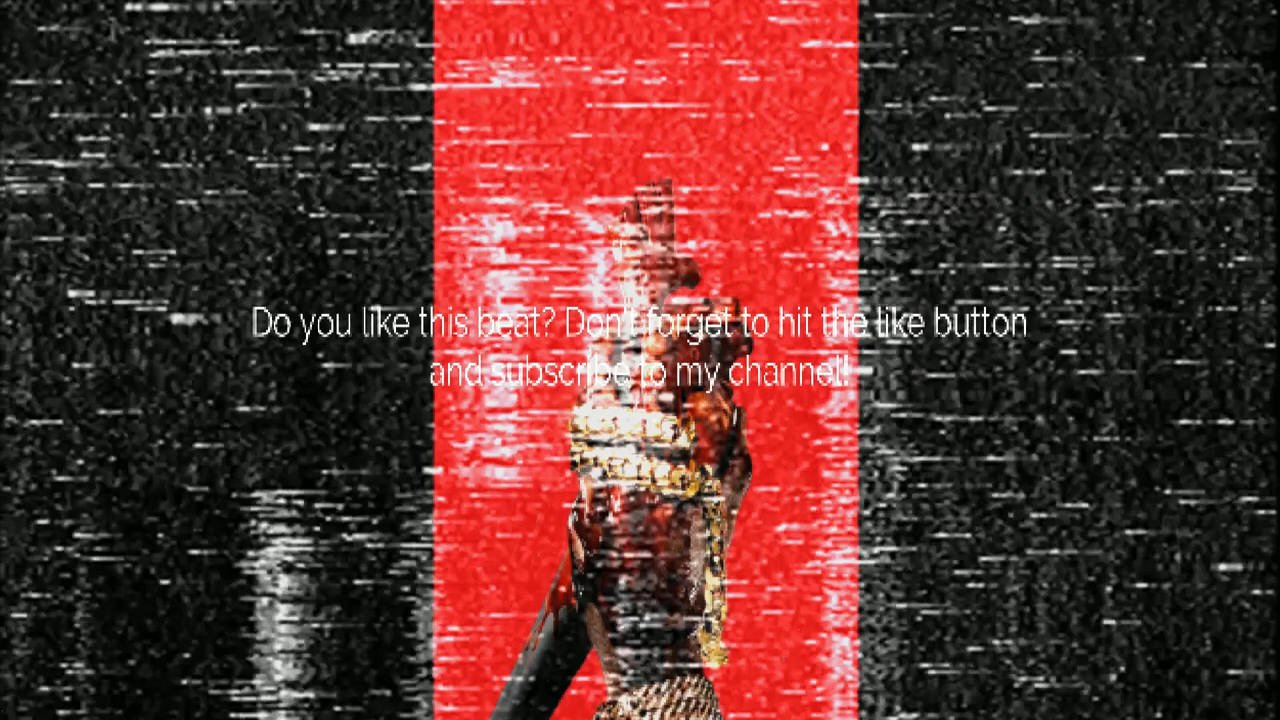 Do you like this beat? Don't forget to hit the like button
and subscribe to my channel!